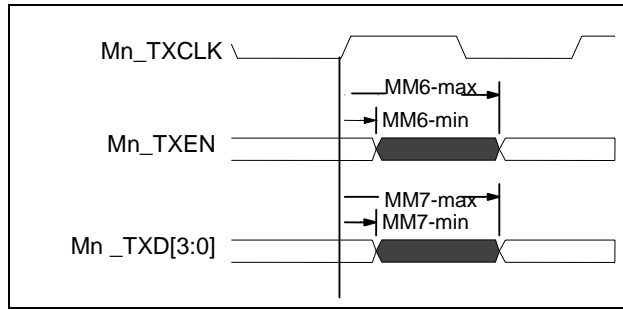 Mn_TXCLK
MM6-max
MM6-min
Mn_TXEN
MM7-max
MM7-min
Mn _TXD[3:0]